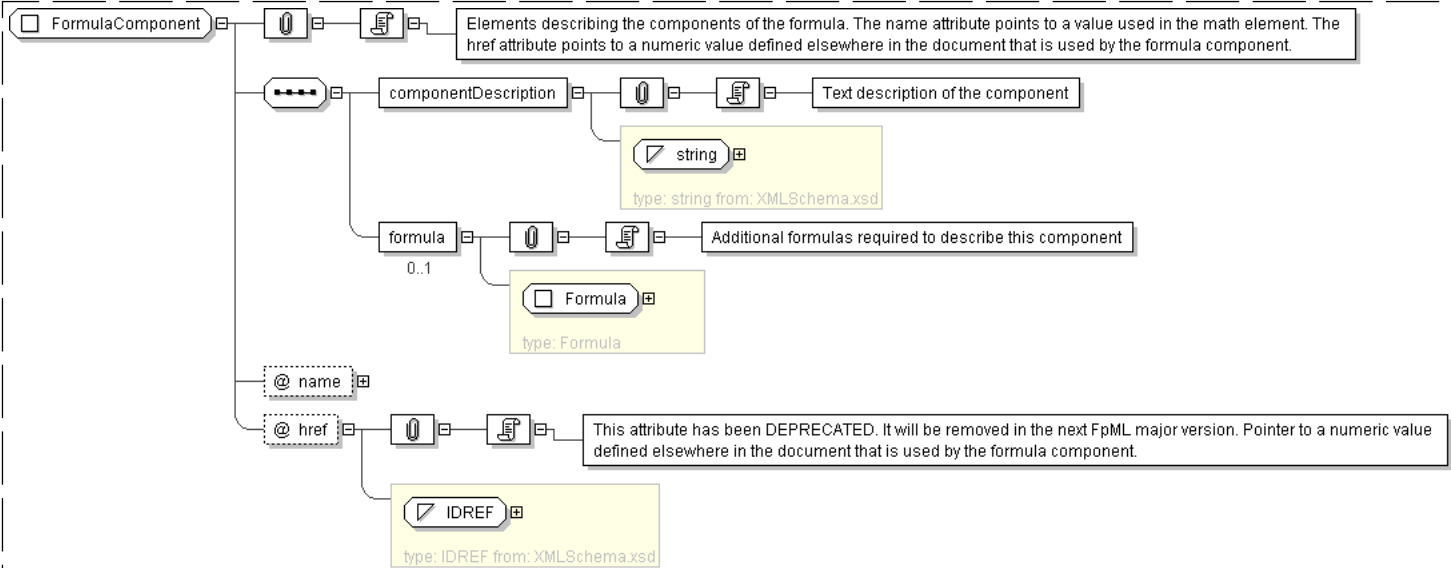 FormulaComponent
Elements describing the components of the formula. The name attribute points to a value used in the math element. The
href attribute points to a numeric value defined elsewhere in the document that is used by the formula component.
componentDescription
Text description of the component
string
type: string from: XMLSchema.xsd
formula
Additional formulas required to describe this component
0..1
Formula
type: Formula
@ name
@ href
This attribute has been DEPRECATED. It will be removed in the next FpML major version. Pointer to a numeric value
defined elsewhere in the document that is used by the formula component.
IDREF
type: IDREF from: XMLSchema.xsd